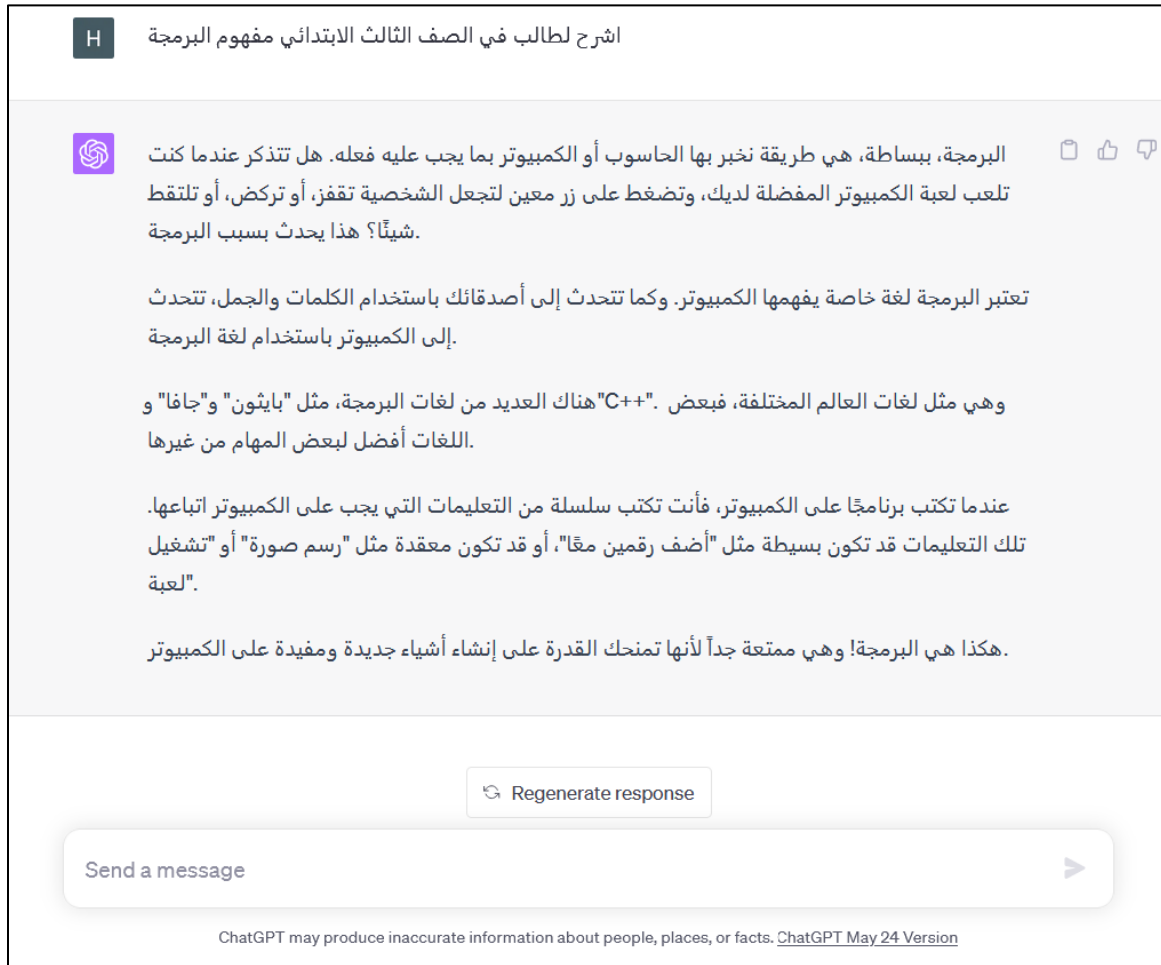 H
اشرح لطالب في الصف الثالث الابتدائي مفهوم البرمجة
البرمجة، ببساطة، هي طريقة نخبر بها الحاسوب أو الكمبيوتر بما يجب عليه فعله. هل تتذكر عندما كنت
تلعب لعبة الكمبيوتر المفضلة لديك، وتضغط على زر معين لتجعل الشخصية تقفز، أو تركض، أو تلتقط
شيئًا؟ هذا يحدث بسبب البرمجة.
تعتبر البرمجة لغة خاصة يفهمها الكمبيوتر. وكما تتحدث إلى أصدقائك باستخدام الكلمات والجمل، تتحدث
إلى الكمبيوتر باستخدام لغة البرمجة.
هناك العديد من لغات البرمجة، مثل "بايثون" و"جافا" و"C++". وهي مثل لغات العالم المختلفة، فبعض
اللغات أفضل لبعض المهام من غيرها.
عندما تكتب برنامجًا على الكمبيوتر، فأنت تكتب سلسلة من التعليمات التي يجب على الكمبيوتر اتباعها.
تلك التعليمات قد تكون بسيطة مثل "أضف رقمين معًا"، أو قد تكون معقدة مثل "رسم صورة" أو "تشغيل
لعبة".
هكذا هي البرمجة! وهي ممتعة جداً لأنها تمنحك القدرة على إنشاء أشياء جديدة ومفيدة على الكمبيوتر.
Regenerate response
Send a message
ChatGPT may produce inaccurate information about people, places, or facts. ChatGPT May 24 Version